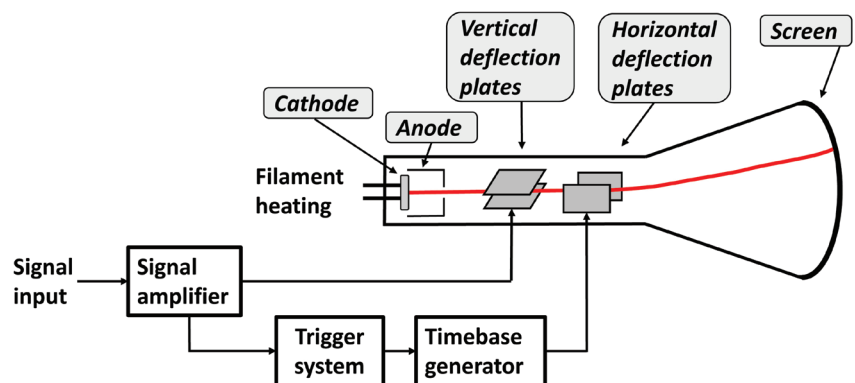 Vertical
deflection
plates
Horizontal
deflection
plates
Screen
Cathode
Anode
Filament
heating
Signal
input
Signal
amplifier
Trigger
system
Timebase
generator